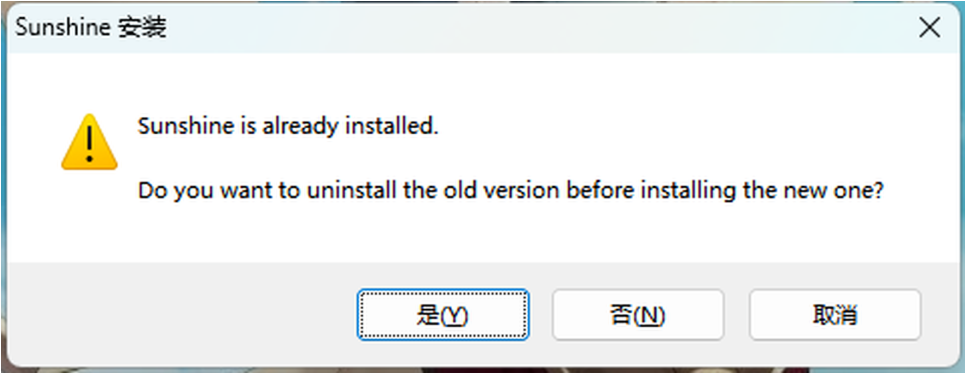 Sunshine 安装
Sunshine is already installed.
Do you want to uninstall the old version before installing the new one?
是(Y) 否(N) 取消